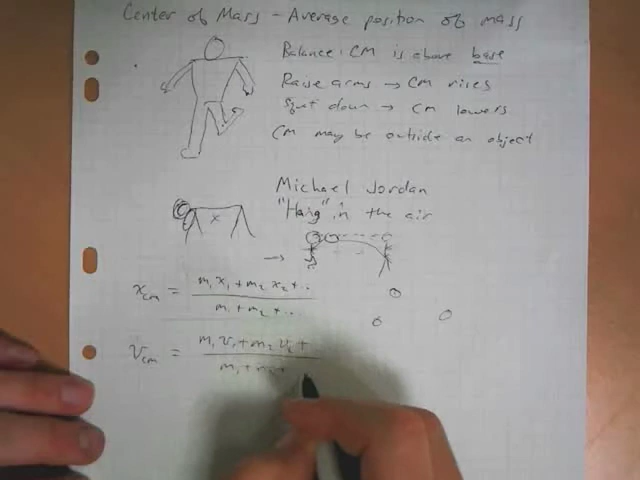 Center of Mass - Average position of mass
Balance: CM is above base
Raise arms → CM rises
Squat down → CM lowers
CM may be outside an object
x
Michael Jordan
"Hang" in the air
→
x_cm = (m₁x₁ + m₂x₂ + ..) / (m₁ + m₂ + ..)
v_cm = (m₁v₁ + m₂v₂ + / (m₁ + m₂ +